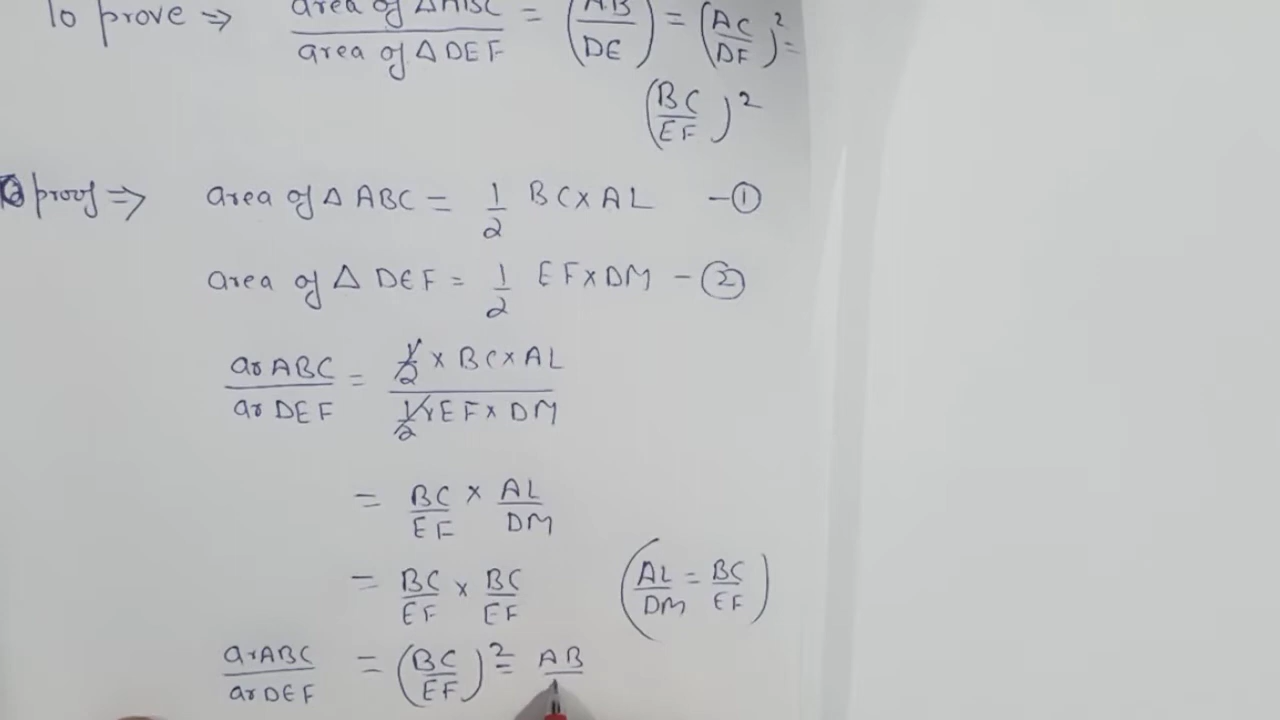 To prove ⇒ area of Δ ABC / area of Δ DEF = (AB/DE) = (AC/DF)² =
(BC/EF)²
proof ⇒ area of Δ ABC = 1/2 BC × AL - ①
area of Δ DEF = 1/2 EF × DM - ②
ar ABC / ar DEF = 1/2 × BC × AL / 1/2 × EF × DM
= BC/EF × AL/DM
= BC/EF × BC/EF (AL/DM = BC/EF)
ar ABC / ar DEF = (BC/EF)² = AB